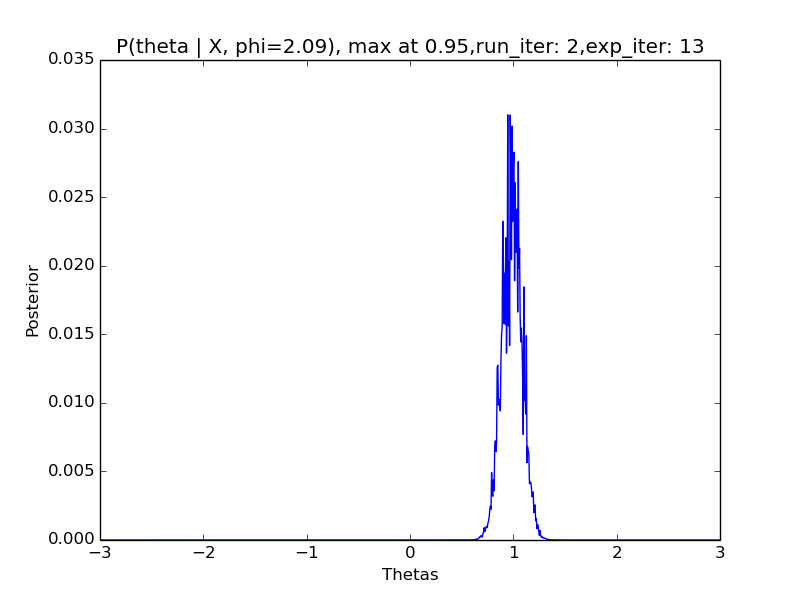 P(theta | X, phi=2.09), max at 0.95,run_iter: 2,exp_iter: 13
0.035
0.030
0.025
0.020
0.015
0.010
0.005
0.000
Posterior
−3 −2 −1 0 1 2 3
Thetas